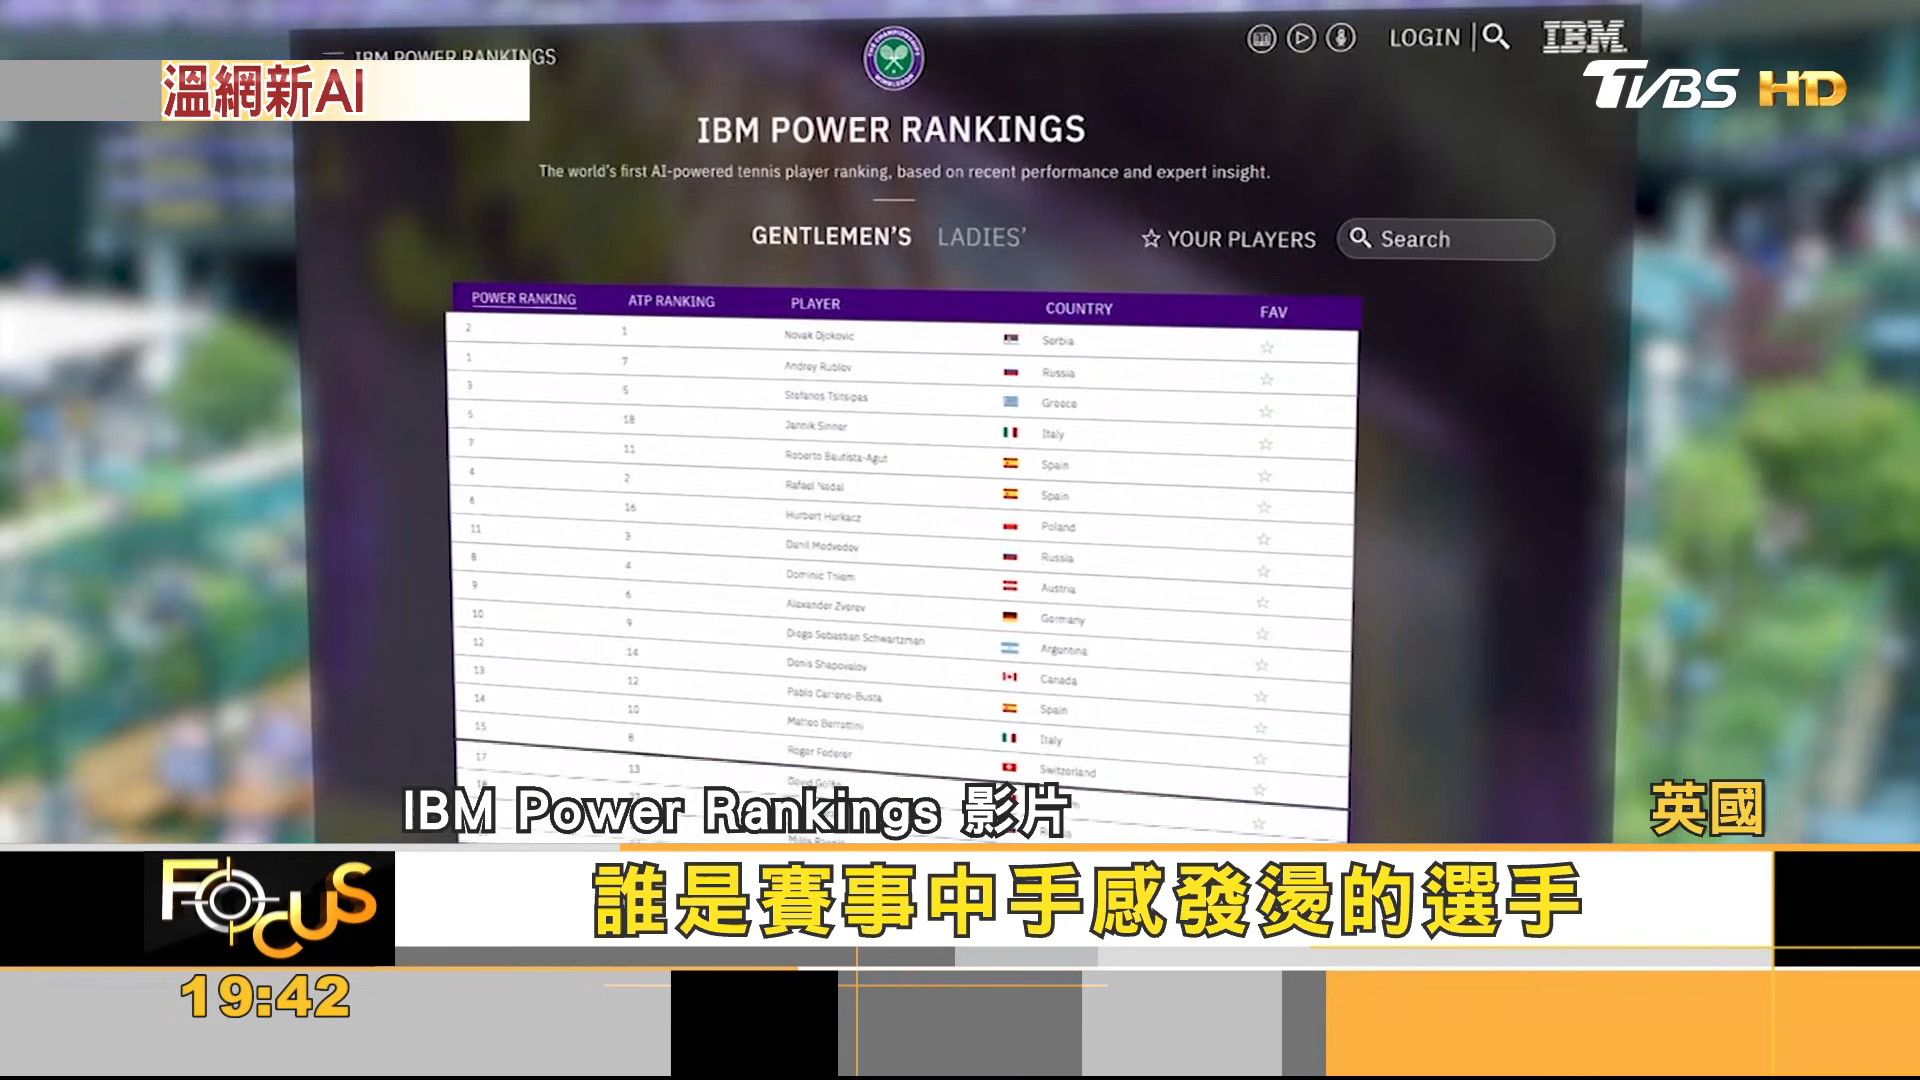 IBM POWER RANKINGS
LOGIN
IBM
溫網新AI
TVBS HD
THE CHAMPIONSHIPS WIMBLEDON
IBM POWER RANKINGS
The world's first AI-powered tennis player ranking, based on recent performance and expert insight.
GENTLEMEN'S LADIES' YOUR PLAYERS Search
POWER RANKING ATP RANKING PLAYER COUNTRY FAV
2 1 Novak Djokovic Serbia
1 7 Andrey Rublev Russia
3 5 Stefanos Tsitsipas Greece
5 18 Jannik Sinner Italy
7 11 Roberto Bautista-Agut Spain
4 2 Rafael Nadal Spain
6 16 Hurbert Hurkacz Poland
11 3 Danil Medvedev Russia
8 4 Dominic Thiem Austria
9 6 Alexander Zverev Germany
10 9 Diego Sebastian Schwartzman Argentina
12 14 Denis Shapovalov Canada
13 12 Pablo Carreno-Busta Spain
14 10 Matteo Berrettini Italy
15 8 Roger Federer Switzerland
17 13 David
IBM Power Rankings 影片
英國
FOCUS
誰是賽事中手感發燙的選手
19:42